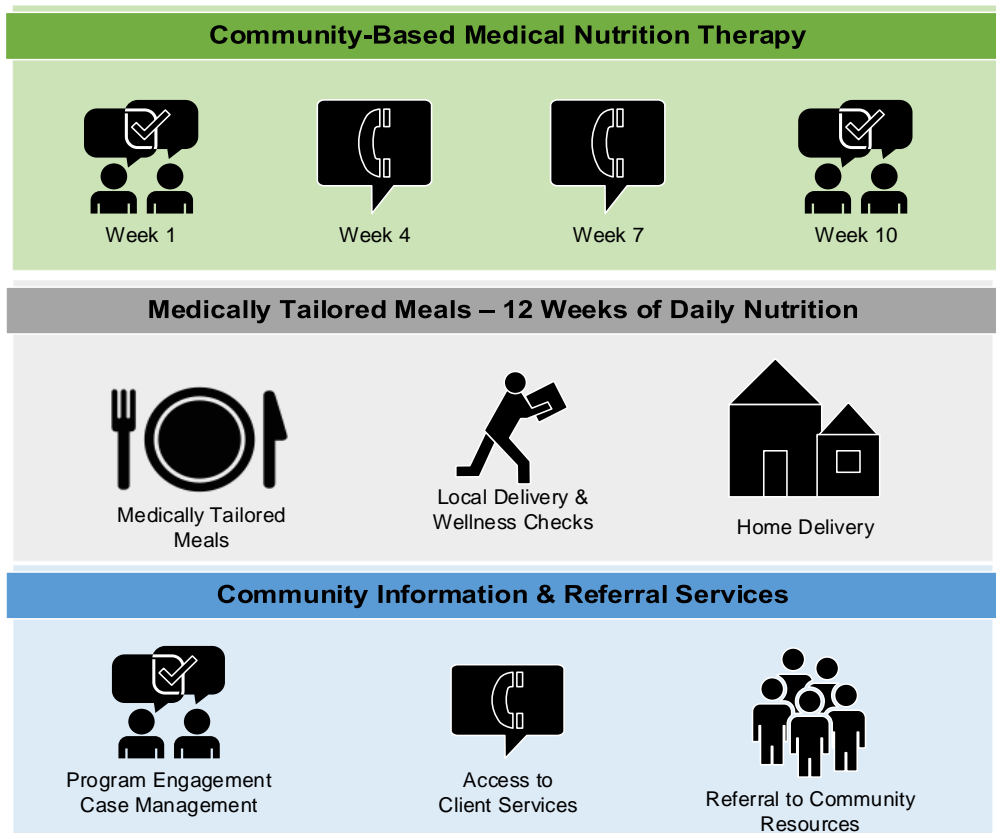 Community-Based Medical Nutrition Therapy
Week 1
Week 4
Week 7
Week 10
Medically Tailored Meals – 12 Weeks of Daily Nutrition
Medically Tailored
Meals
Local Delivery &
Wellness Checks
Home Delivery
Community Information & Referral Services
Program Engagement
Case Management
Access to
Client Services
Referral to Community
Resources